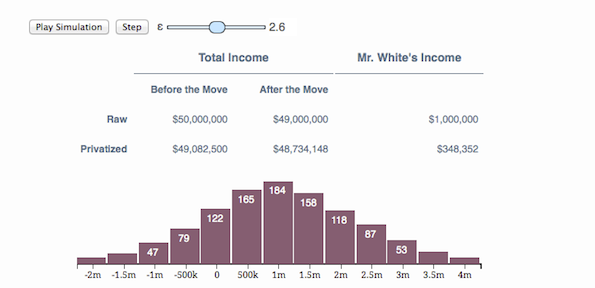 Play Simulation Step ε 2.6
Total Income Mr. White's Income
Before the Move After the Move
Raw $50,000,000 $49,000,000 $1,000,000
Privatized $49,082,500 $48,734,148 $348,352
47 79 122 165 184 158 118 87 53
-2m -1.5m -1m -500k 0 500k 1m 1.5m 2m 2.5m 3m 3.5m 4m